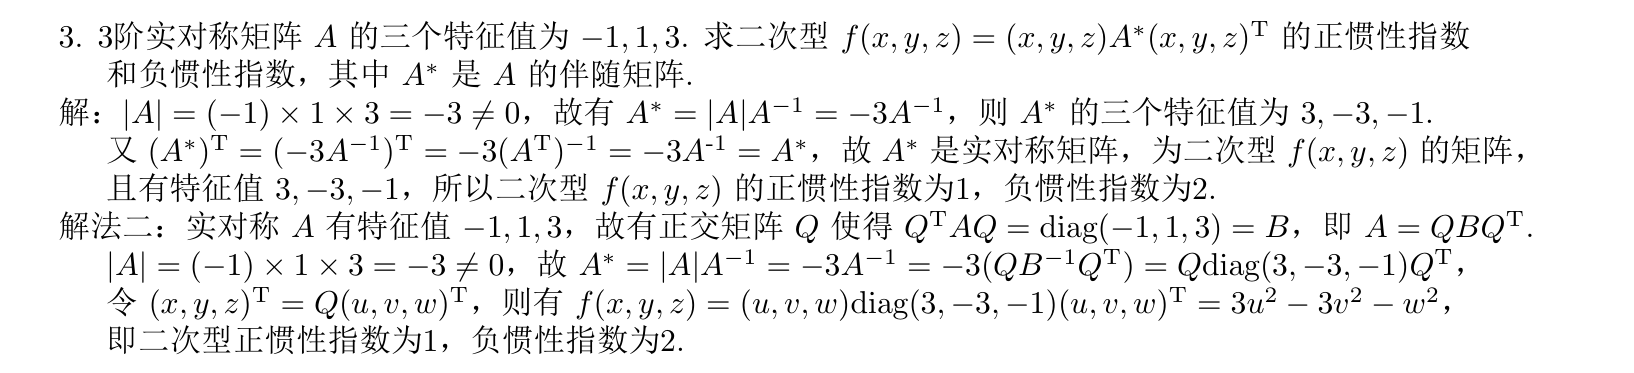 3. 3阶实对称矩阵 A 的三个特征值为 −1, 1, 3. 求二次型 f(x, y, z) = (x, y, z)A*(x, y, z)ᵀ 的正惯性指数
和负惯性指数，其中 A* 是 A 的伴随矩阵.
解：|A| = (−1) × 1 × 3 = −3 ≠ 0，故有 A* = |A|A⁻¹ = −3A⁻¹，则 A* 的三个特征值为 3, −3, −1.
又 (A*)ᵀ = (−3A⁻¹)ᵀ = −3(Aᵀ)⁻¹ = −3A⁻¹ = A*，故 A* 是实对称矩阵，为二次型 f(x, y, z) 的矩阵，
且有特征值 3, −3, −1，所以二次型 f(x, y, z) 的正惯性指数为1，负惯性指数为2.
解法二：实对称 A 有特征值 −1, 1, 3，故有正交矩阵 Q 使得 QᵀAQ = diag(−1, 1, 3) = B，即 A = QBQᵀ.
|A| = (−1) × 1 × 3 = −3 ≠ 0，故 A* = |A|A⁻¹ = −3A⁻¹ = −3(QB⁻¹Qᵀ) = Qdiag(3, −3, −1)Qᵀ，
令 (x, y, z)ᵀ = Q(u, v, w)ᵀ，则有 f(x, y, z) = (u, v, w)diag(3, −3, −1)(u, v, w)ᵀ = 3u² − 3v² − w²，
即二次型正惯性指数为1，负惯性指数为2.